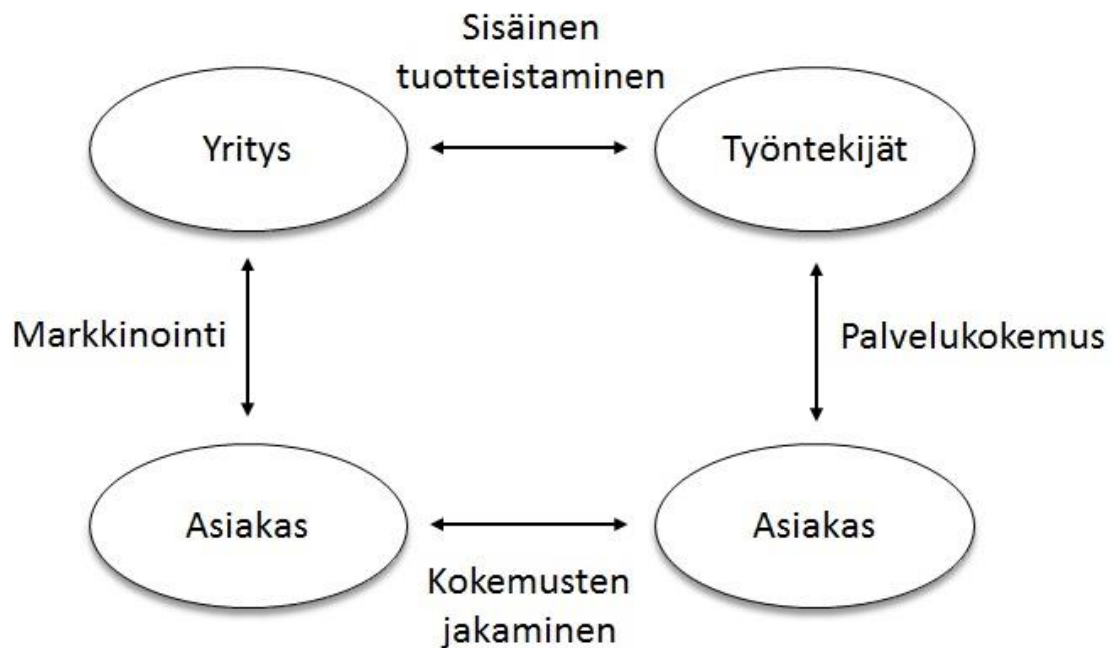 Sisäinen
tuotteistaminen
Yritys
Työntekijät
Markkinointi
Palvelukokemus
Asiakas
Asiakas
Kokemusten
jakaminen